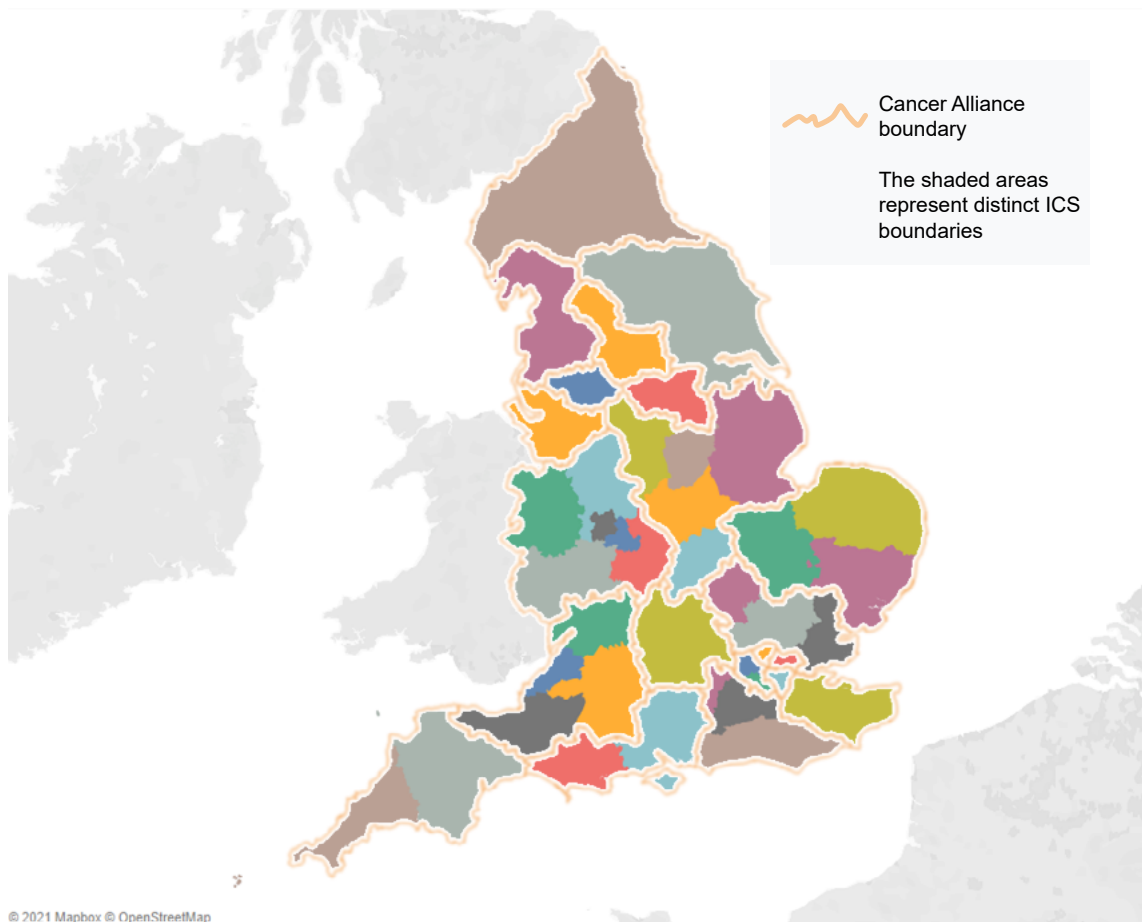 Cancer Alliance
boundary
The shaded areas
represent distinct ICS
boundaries
© 2021 Mapbox © OpenStreetMap